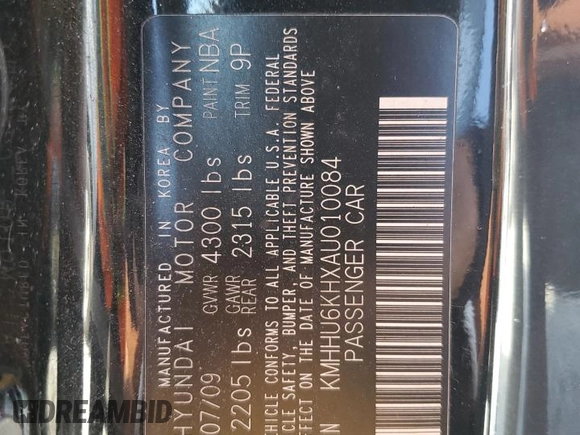 MANUFACTURED IN KOREA BY
HYUNDAI MOTOR COMPANY
07/09 GVWR 4300 lbs PAINT NBA
2205 lbs GAWR REAR 2315 lbs TRIM 9P
VEHICLE CONFORMS TO ALL APPLICABLE U.S.A. FEDERAL
VEHICLE SAFETY, BUMPER, AND THEFT PREVENTION STANDARDS
EFFECT ON THE DATE OF MANUFACTURE SHOWN ABOVE
KMHHU6KHXAU010084
PASSENGER CAR
DREAMBID